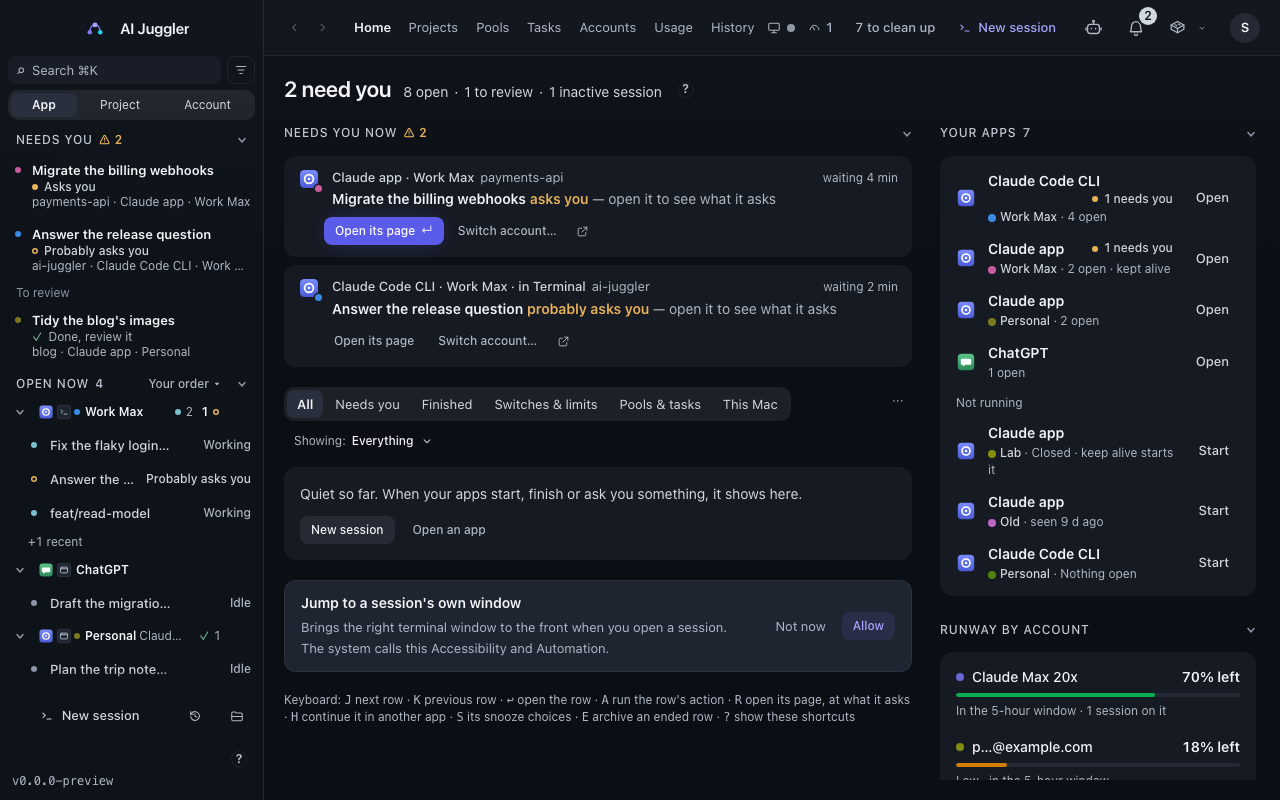 AI Juggler
Search ⌘K
App Project Account
NEEDS YOU 2
Migrate the billing webhooks
Asks you
payments-api · Claude app · Work Max
Answer the release question
Probably asks you
ai-juggler · Claude Code CLI · Work ...
To review
Tidy the blog's images
✓ Done, review it
blog · Claude app · Personal
OPEN NOW 4 Your order
Work Max 2 1
Fix the flaky login... Working
Answer the ... Probably asks you
feat/read-model Working
+1 recent
ChatGPT
Draft the migratio... Idle
Personal Claud... ✓ 1
Plan the trip note... Idle
New session
?
v0.0.0-preview
Home Projects Pools Tasks Accounts Usage History 1 7 to clean up New session 2 S
2 need you 8 open · 1 to review · 1 inactive session ?
NEEDS YOU NOW 2
Claude app · Work Max payments-api waiting 4 min
Migrate the billing webhooks asks you — open it to see what it asks
Open its page ↵ Switch account...
Claude Code CLI · Work Max · in Terminal ai-juggler waiting 2 min
Answer the release question probably asks you — open it to see what it asks
Open its page Switch account...
All Needs you Finished Switches & limits Pools & tasks This Mac ...
Showing: Everything
Quiet so far. When your apps start, finish or ask you something, it shows here.
New session Open an app
Jump to a session's own window
Brings the right terminal window to the front when you open a session.
The system calls this Accessibility and Automation.
Not now Allow
Keyboard: J next row · K previous row · ↩ open the row · A run the row's action · R open its page, at what it asks
· H continue it in another app · S its snooze choices · E archive an ended row · ? show these shortcuts
YOUR APPS 7
Claude Code CLI
1 needs you
Work Max · 4 open
Open
Claude app 1 needs you
Work Max · 2 open · kept alive
Open
Claude app
Personal · 2 open
Open
ChatGPT
1 open
Open
Not running
Claude app
Lab · Closed · keep alive starts
it
Start
Claude app
Old · seen 9 d ago
Start
Claude Code CLI
Personal · Nothing open
Start
RUNWAY BY ACCOUNT
Claude Max 20x 70% left
In the 5-hour window · 1 session on it
p...@example.com 18% left
Low · in the 5-hour window